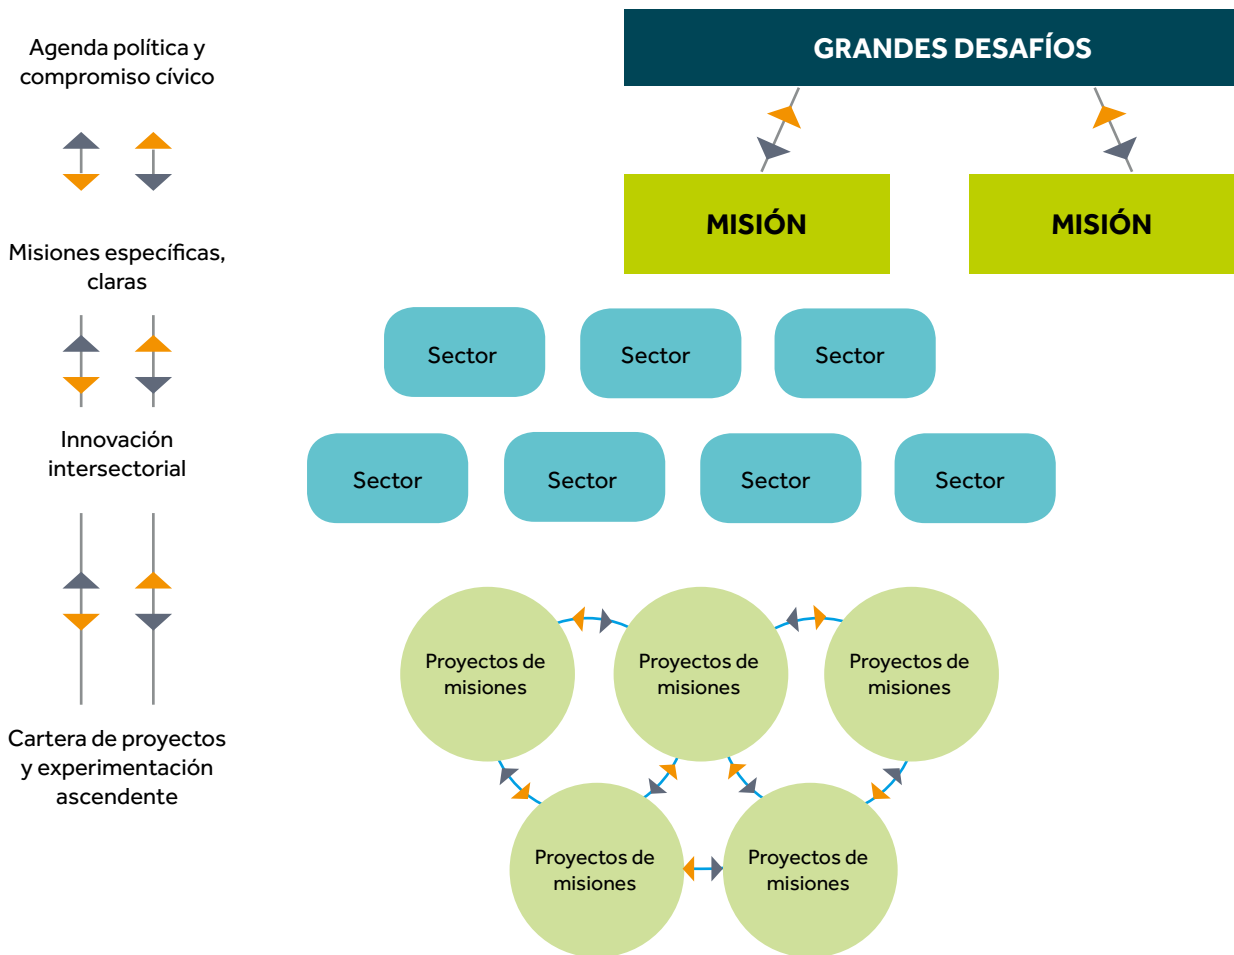 Agenda política y
compromiso cívico
GRANDES DESAFÍOS
MISIÓN
MISIÓN
Misiones específicas,
claras
Sector
Sector
Sector
Innovación
intersectorial
Sector
Sector
Sector
Sector
Proyectos de
misiones
Proyectos de
misiones
Proyectos de
misiones
Cartera de proyectos
y experimentación
ascendente
Proyectos de
misiones
Proyectos de
misiones